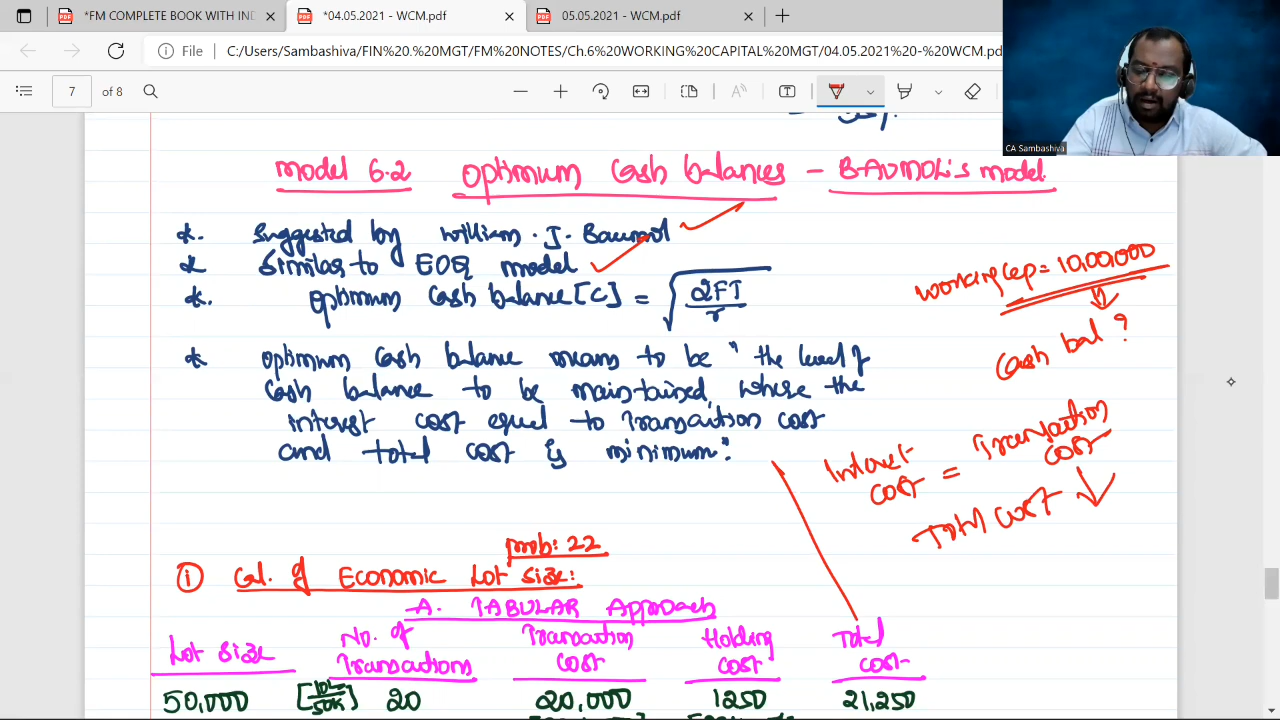 *FM COMPLETE BOOK WITH IND
*04.05.2021 - WCM.pdf
05.05.2021 - WCM.pdf
File
C:/Users/Sambashiva/FIN%20.%20MGT/FM%20NOTES/Ch.6%20WORKING%20CAPITAL%20MGT/04.05.2021%20-%20WCM.pd
7 of 8
CA Sambashiva
Model 6.2 Optimum Cash balances - BAUMOL's model
*. Suggested by William. J. Baumol
* Similar to EOQ model
*. Optimum Cash balance [C] = √2FT/r
* Optimum Cash balance means to be "the level of
Cash balance to be maintained, where the
interest cost equal to Transaction cost
and total cost is minimum".
working cap = 10,00,000
Cash bal ?
Interest cost = Transaction cost
Total cost ↓
Prob: 22
① Cal. of Economic Lot Size:
A. TABULAR Approach
Lot Size No. of Transactions Transaction cost Holding cost Total cost
50,000 [10L/50K] 20 20,000 1250 21,250